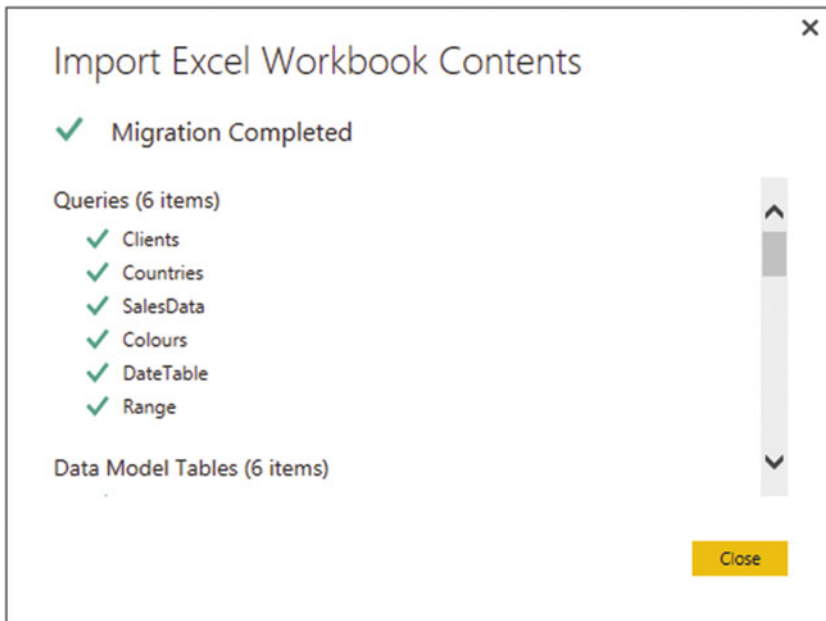 Import Excel Workbook Contents
Migration Completed
Queries (6 items)
Clients
Countries
SalesData
Colours
DateTable
Range
Data Model Tables (6 items)
Close